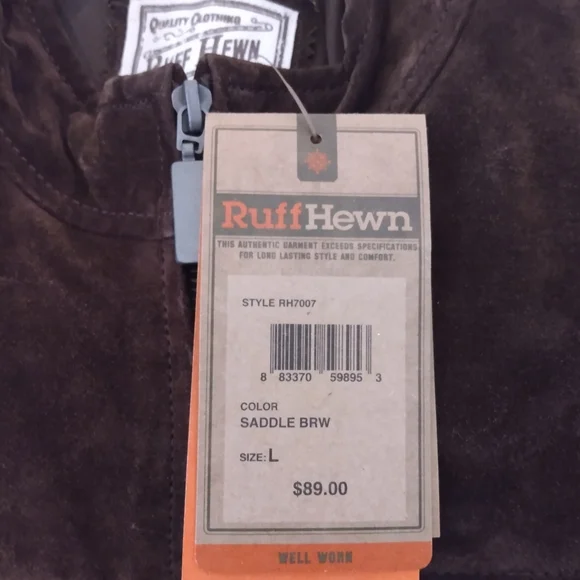 QUALITY CLOTHING
RUFF HEWN
RuffHewn
THIS AUTHENTIC GARMENT EXCEEDS SPECIFICATIONS
FOR LONG LASTING STYLE AND COMFORT.
STYLE RH7007
8 83370 59895 3
COLOR
SADDLE BRW
SIZE: L
$89.00
WELL WORN